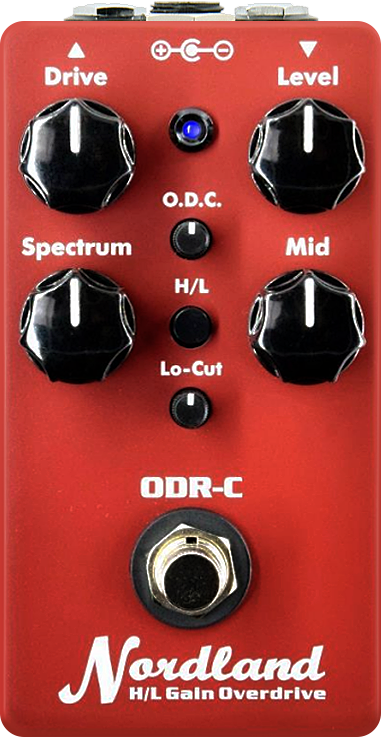 Drive Level
O.D.C.
Spectrum Mid
H/L
Lo-Cut
ODR-C
Nordland
H/L Gain Overdrive